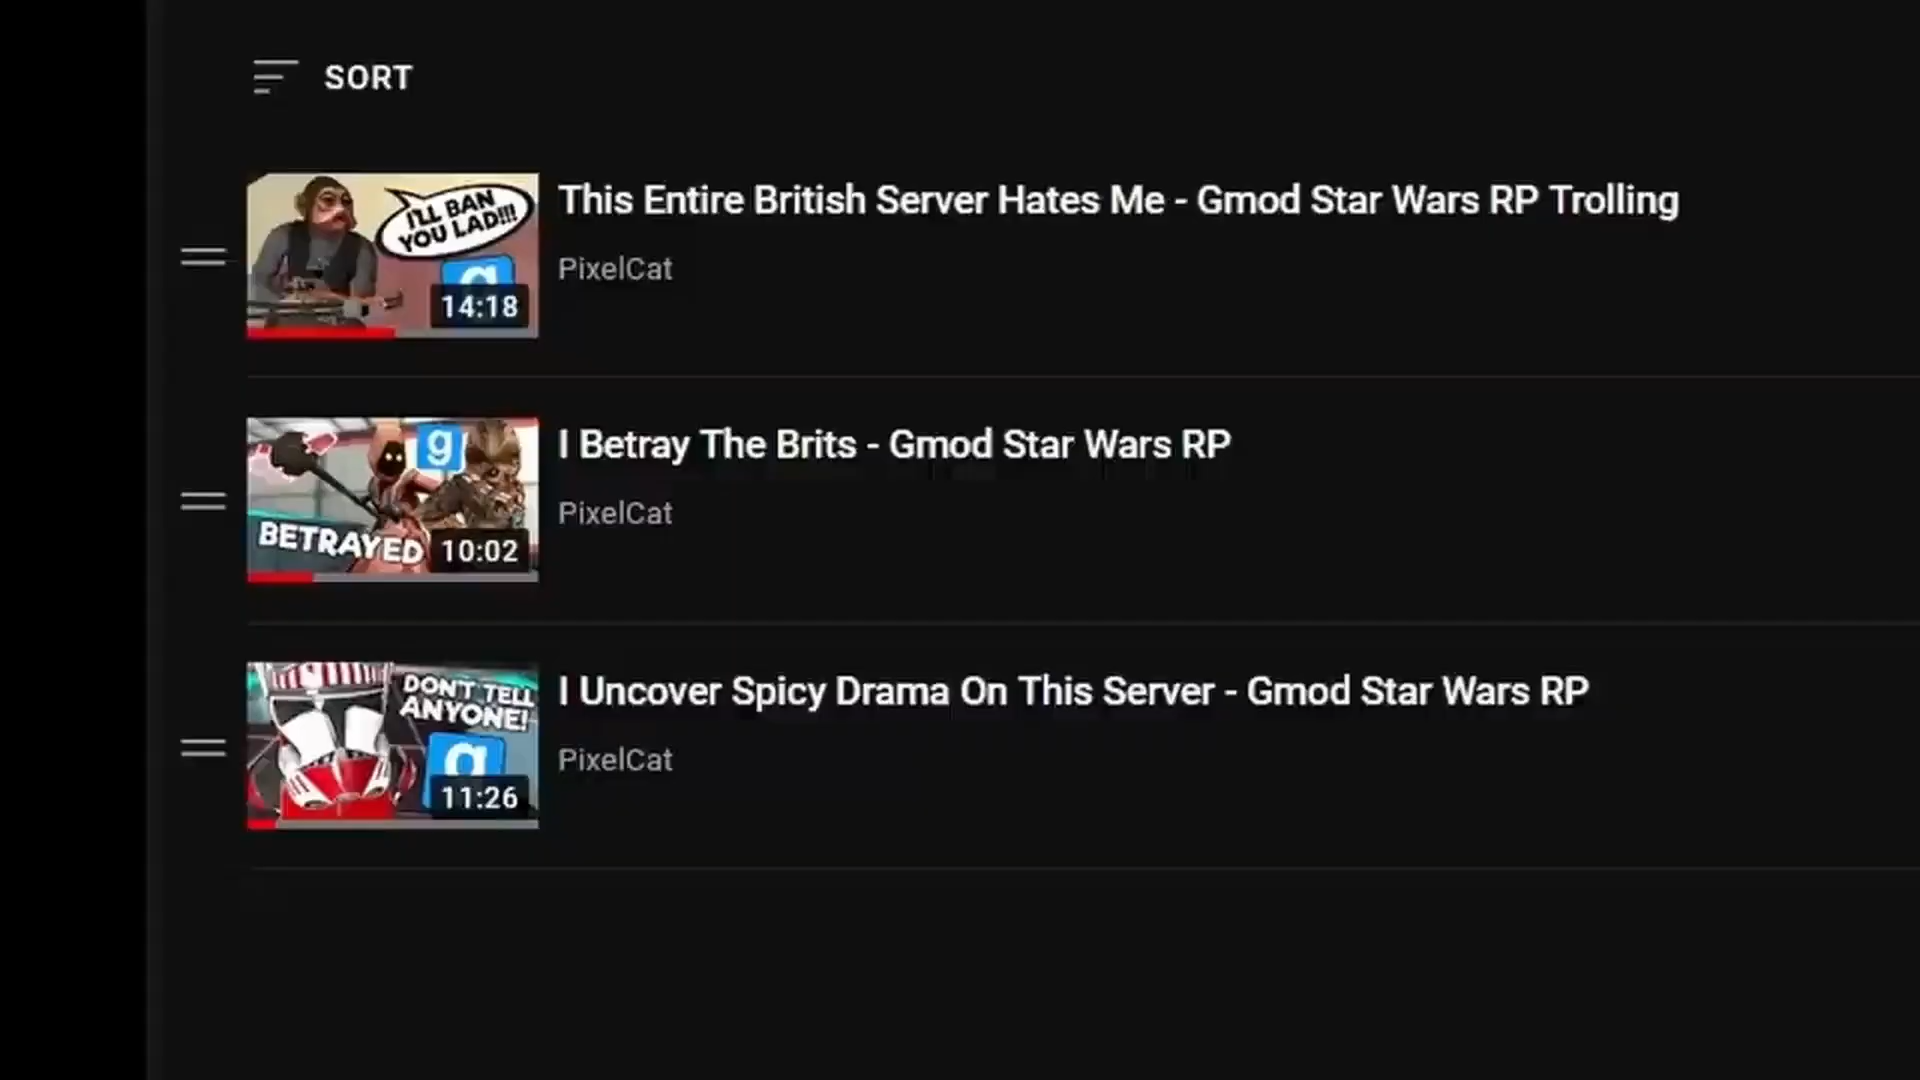 SORT
I'LL BAN
YOU LAD!!!
g
14:18
This Entire British Server Hates Me - Gmod Star Wars RP Trolling
PixelCat
g
BETRAYED
10:02
I Betray The Brits - Gmod Star Wars RP
PixelCat
DON'T TELL
ANYONE!
g
11:26
I Uncover Spicy Drama On This Server - Gmod Star Wars RP
PixelCat